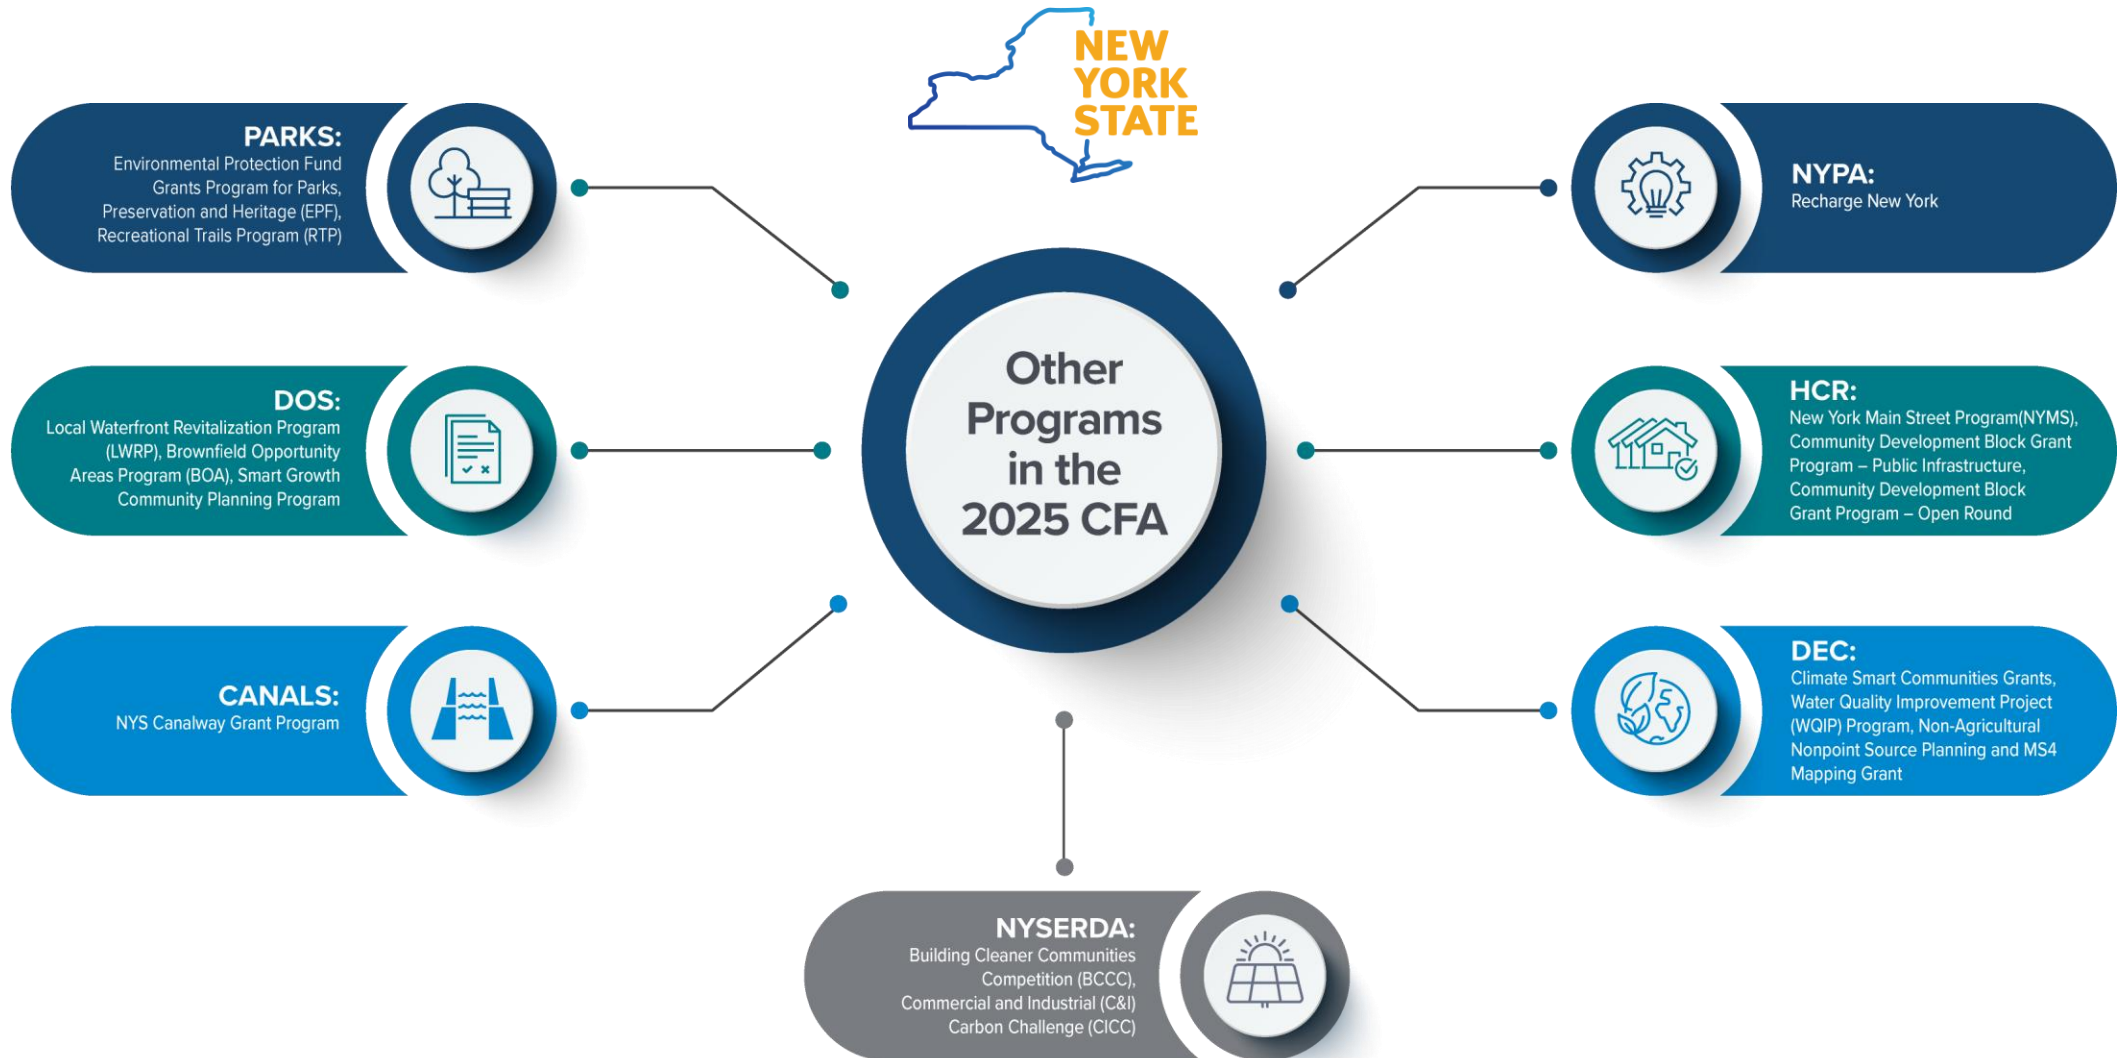 NEW
YORK
STATE
PARKS:
Environmental Protection Fund
Grants Program for Parks,
Preservation and Heritage (EPF),
Recreational Trails Program (RTP)
DOS:
Local Waterfront Revitalization Program
(LWRP), Brownfield Opportunity
Areas Program (BOA), Smart Growth
Community Planning Program
CANALS:
NYS Canalway Grant Program
Other
Programs
in the
2025 CFA
NYPA:
Recharge New York
HCR:
New York Main Street Program(NYMS),
Community Development Block Grant
Program – Public Infrastructure,
Community Development Block
Grant Program – Open Round
DEC:
Climate Smart Communities Grants,
Water Quality Improvement Project
(WQIP) Program, Non-Agricultural
Nonpoint Source Planning and MS4
Mapping Grant
NYSERDA:
Building Cleaner Communities
Competition (BCCC),
Commercial and Industrial (C&I)
Carbon Challenge (CICC)